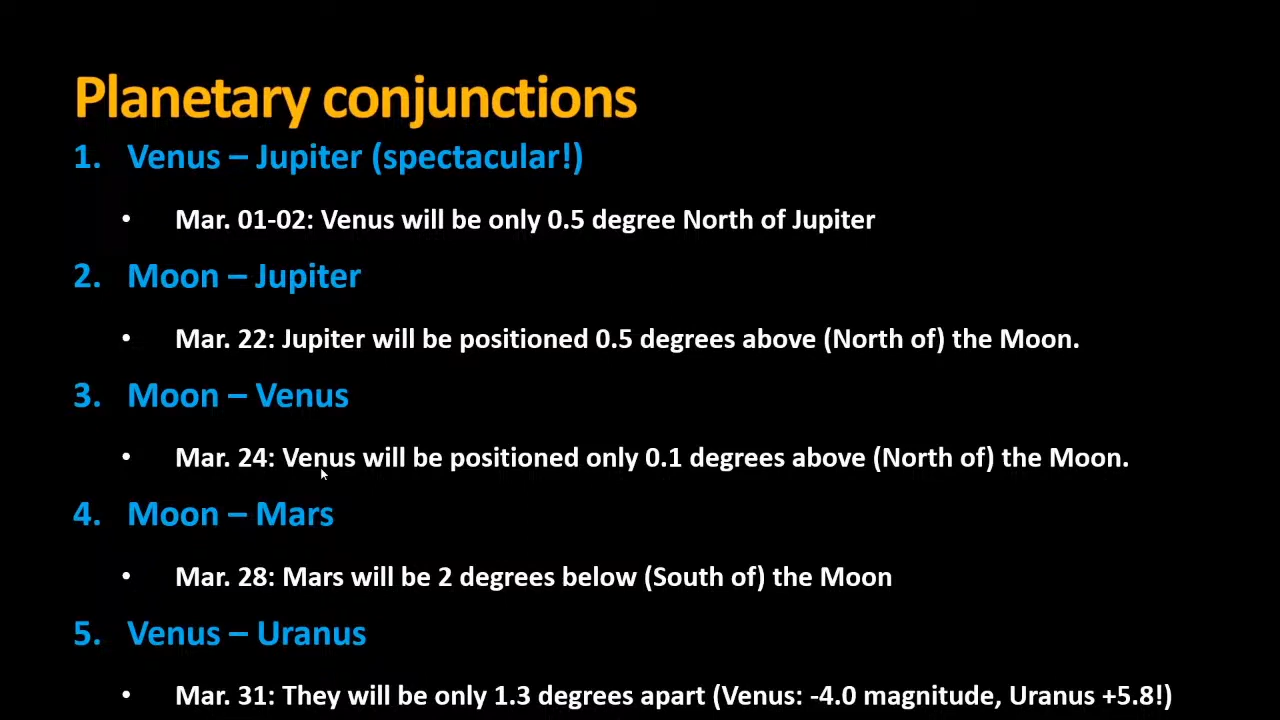 Planetary conjunctions
1. Venus – Jupiter (spectacular!)
• Mar. 01-02: Venus will be only 0.5 degree North of Jupiter
2. Moon – Jupiter
• Mar. 22: Jupiter will be positioned 0.5 degrees above (North of) the Moon.
3. Moon – Venus
• Mar. 24: Venus will be positioned only 0.1 degrees above (North of) the Moon.
4. Moon – Mars
• Mar. 28: Mars will be 2 degrees below (South of) the Moon
5. Venus – Uranus
• Mar. 31: They will be only 1.3 degrees apart (Venus: -4.0 magnitude, Uranus +5.8!)